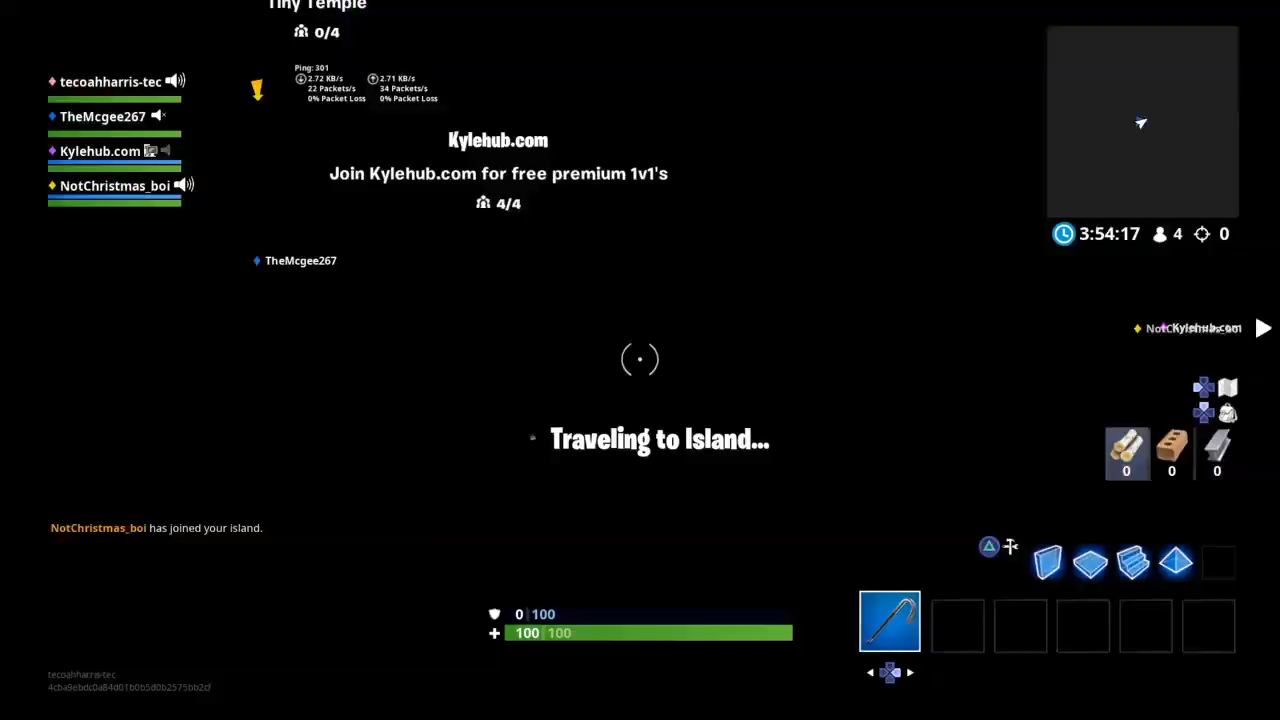 Tiny Temple
0/4
Ping: 301
2.72 KB/s 2.71 KB/s
22 Packets/s 34 Packets/s
0% Packet Loss 0% Packet Loss
tecoahharris-tec
TheMcgee267
Kylehub.com
NotChristmas_boi
Kylehub.com
Join Kylehub.com for free premium 1v1's
4/4
3:54:17 4 0
TheMcgee267
Kylehub.com
Traveling to Island...
0 0 0
NotChristmas_boi has joined your island.
0 100
100 100
tecoahharris-tec